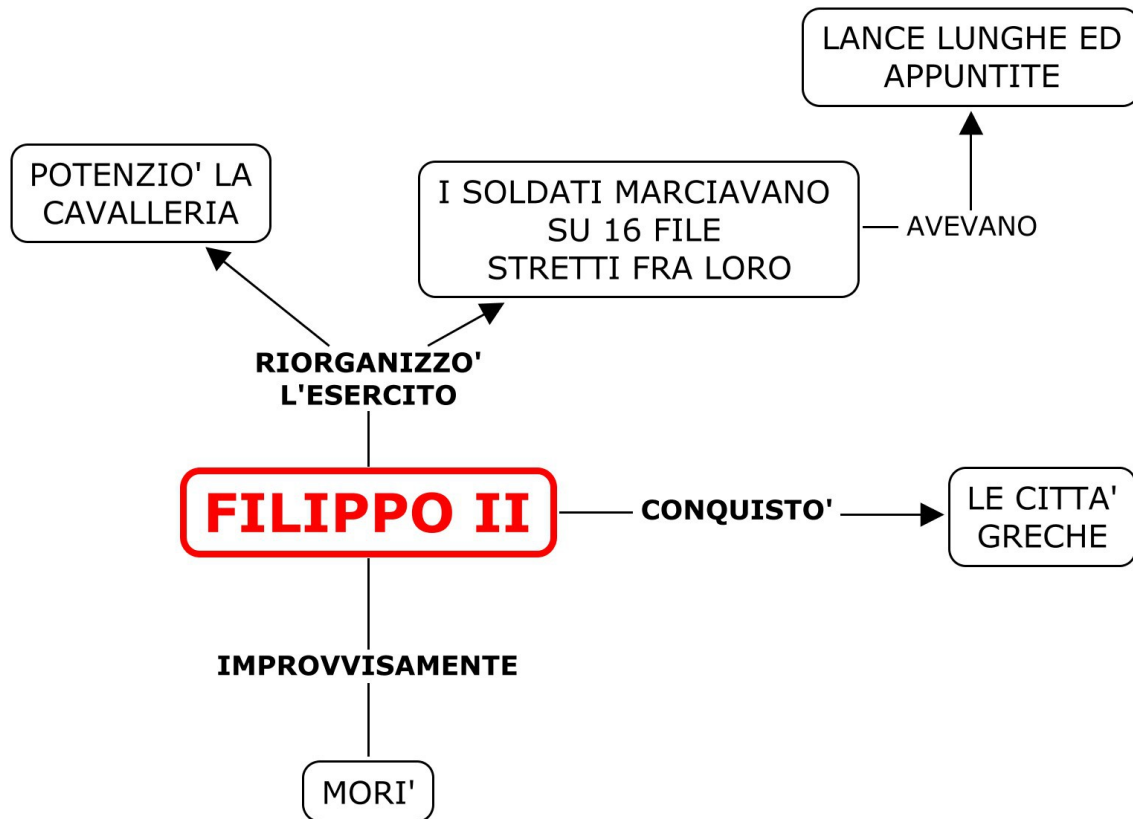 LANCE LUNGHE ED
APPUNTITE
POTENZIO' LA
CAVALLERIA
I SOLDATI MARCIAVANO
SU 16 FILE
STRETTI FRA LORO
AVEVANO
RIORGANIZZO'
L'ESERCITO
FILIPPO II
CONQUISTO'
LE CITTA'
GRECHE
IMPROVVISAMENTE
MORI'